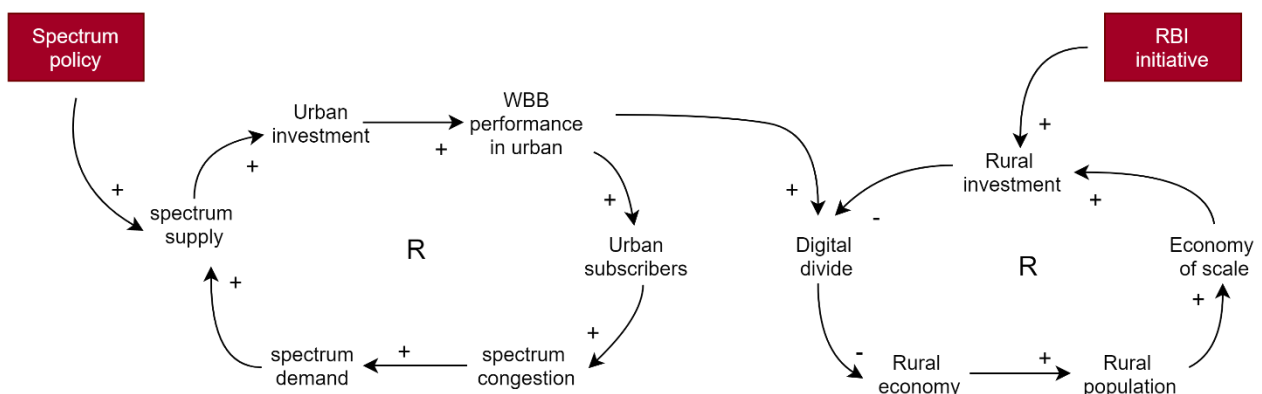 Spectrum
policy
RBI
initiative
Urban
investment
WBB
performance
in urban
+
+
+
+
Rural
investment
+
spectrum
supply
R
+
Urban
subscribers
+
-
Digital
divide
R
+
Economy
of scale
+
+
+
spectrum
demand
+
spectrum
congestion
-
Rural
economy
+
Rural
population